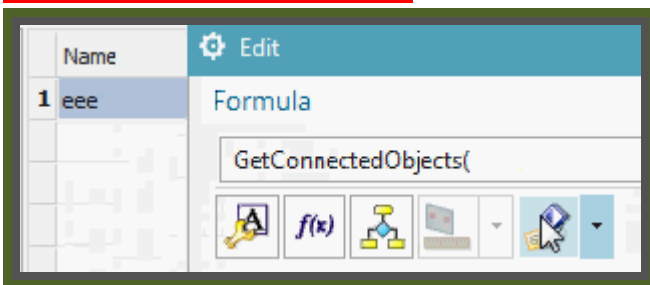 Name
Edit
1 eee
Formula
GetConnectedObjects(
A
f(x)